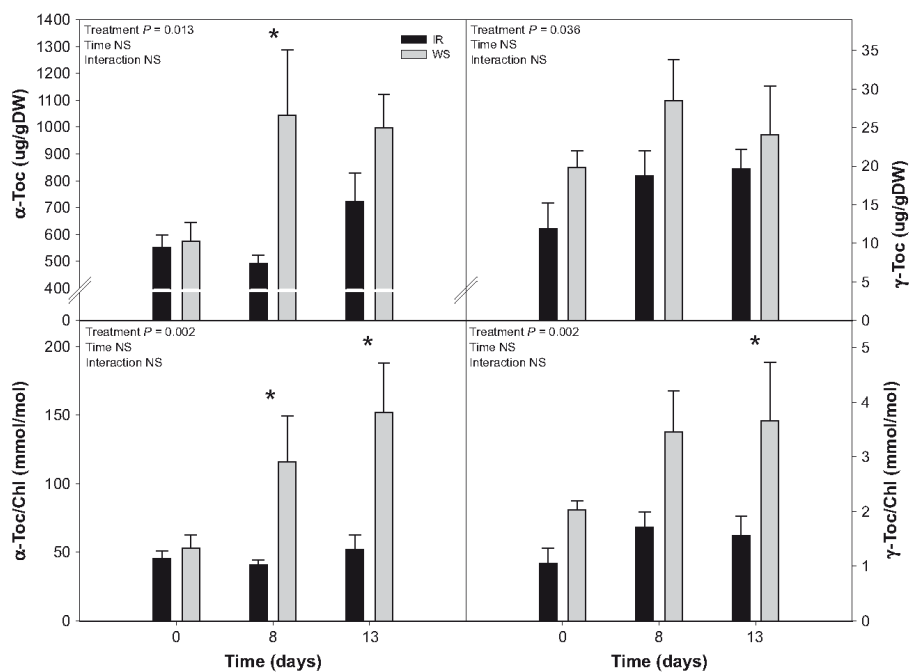 Treatment P = 0.013
Time NS
Interaction NS
*
IR
WS
1400
1300
1200
1100
1000
900
800
700
600
500
400
0
α-Toc (ug/gDW)
Treatment P = 0.036
Time NS
Interaction NS
35
30
25
20
15
10
5
0
γ-Toc (ug/gDW)
Treatment P = 0.002
Time NS
Interaction NS
*
*
200
150
100
50
0
α-Toc/Chl (mmol/mol)
0
8
13
Time (days)
Treatment P = 0.002
Time NS
Interaction NS
*
5
4
3
2
1
0
γ-Toc/Chl (mmol/mol)
0
8
13
Time (days)